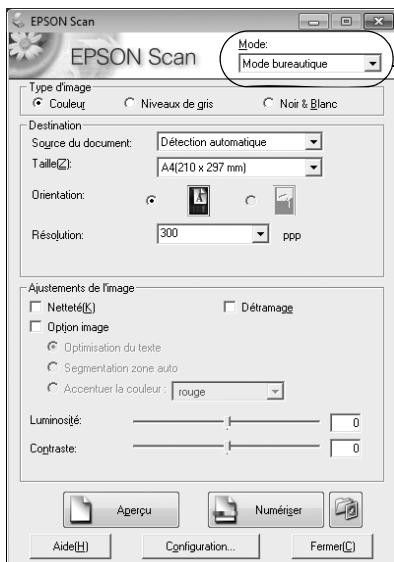 EPSON Scan
EPSON Scan
Mode:
Mode bureautique
Type d'image
Couleur
Niveaux de gris
Noir & Blanc
Destination
Source du document:
Détection automatique
Taille(Z):
A4(210 x 297 mm)
Orientation:
Résolution:
300
ppp
Ajustements de l'image
Netteté(K)
Détramage
Option image
Optimisation du texte
Segmentation zone auto
Accentuer la couleur :
rouge
Luminosité:
0
Contraste:
0
Aperçu
Numériser
Aide(H)
Configuration...
Fermer(C)